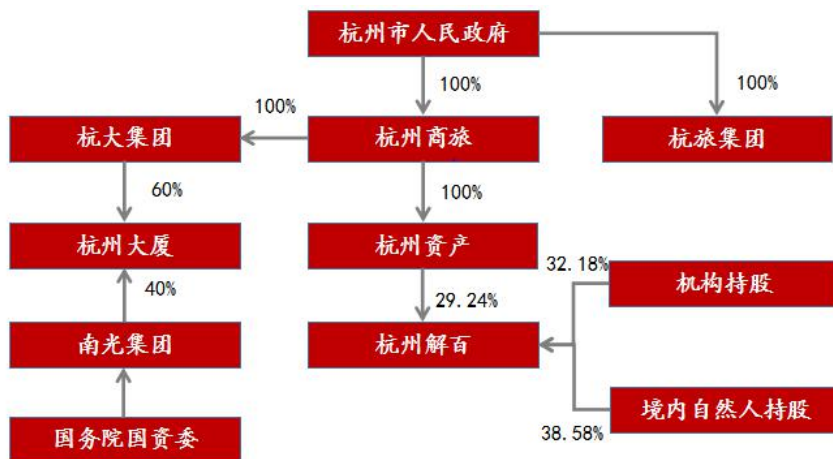 杭州市人民政府
100%
100%
100%
杭大集团
杭州商旅
杭旅集团
60%
100%
杭州大厦
杭州资产
32.18%
机构持股
40%
29.24%
南光集团
杭州解百
境内自然人持股
国务院国资委
38.58%